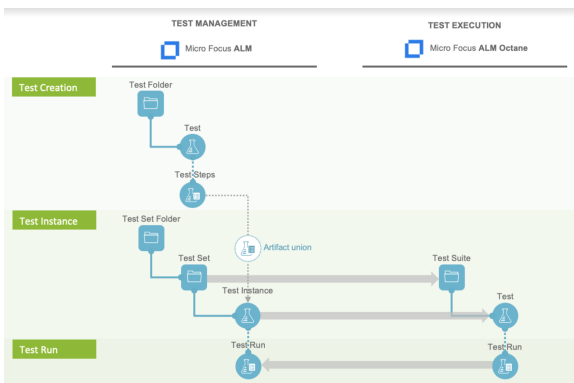 TEST MANAGEMENT
TEST EXECUTION
Micro Focus ALM
Micro Focus ALM Octane
Test Creation
Test Folder
Test
Test Steps
Test Instance
Test Set Folder
Artifact union
Test Set
Test Suite
Test Instance
Test
Test Run
Test Run
Test Run